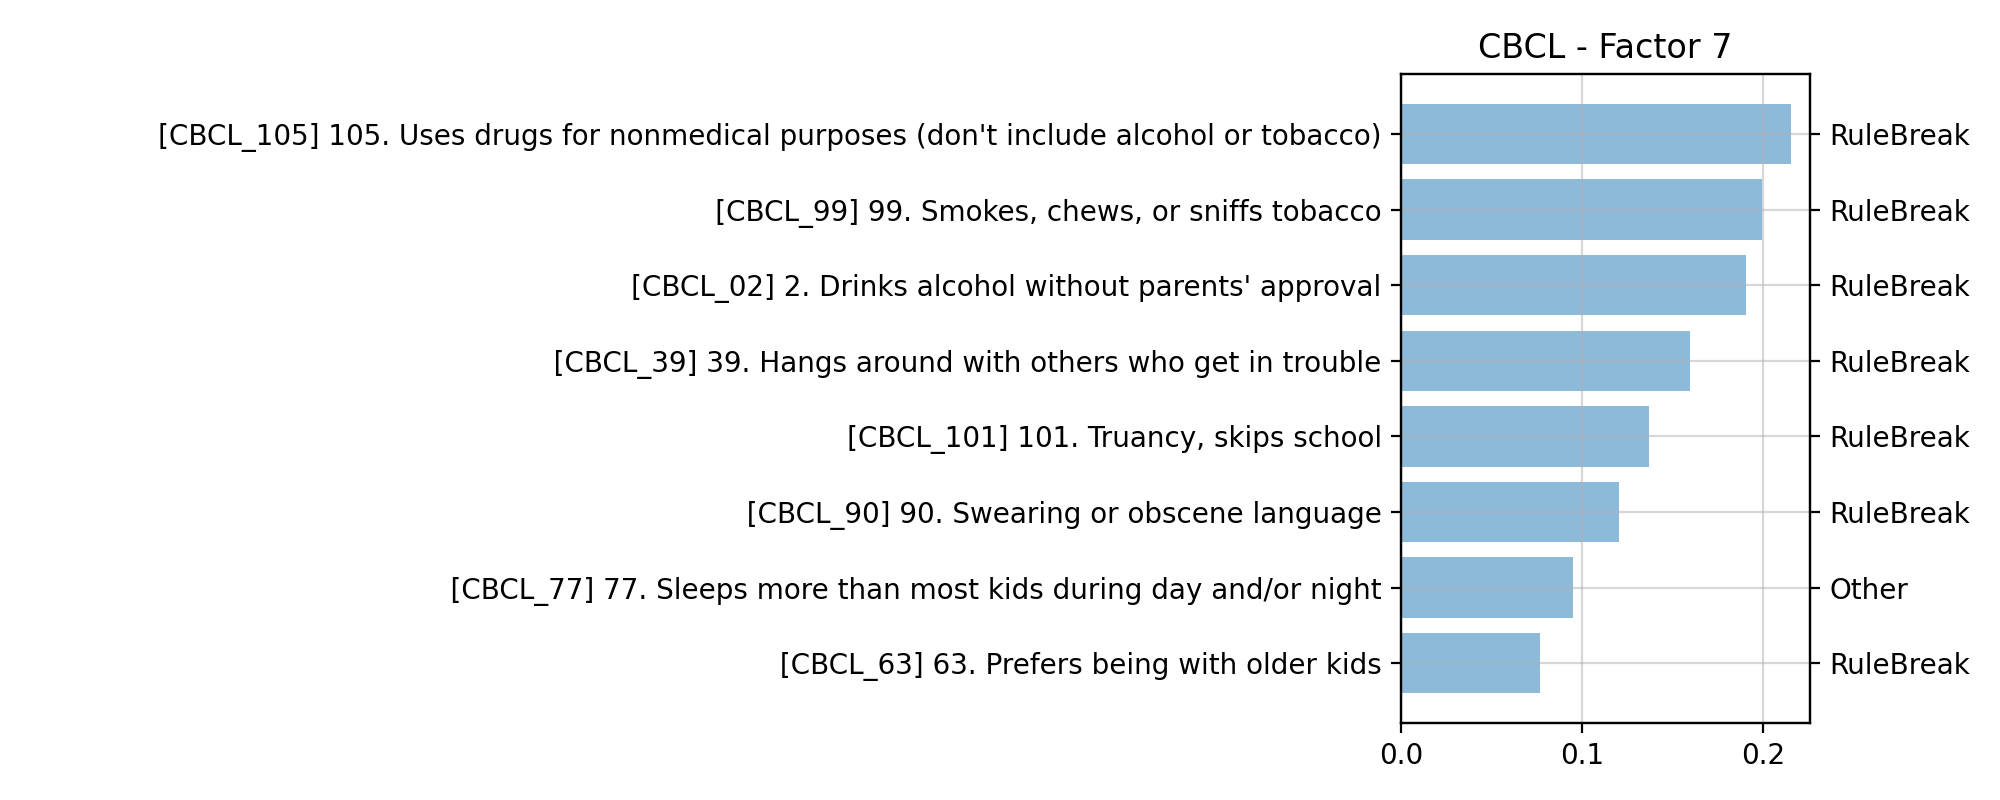 CBCL - Factor 7
[CBCL_105] 105. Uses drugs for nonmedical purposes (don't include alcohol or tobacco) RuleBreak
[CBCL_99] 99. Smokes, chews, or sniffs tobacco RuleBreak
[CBCL_02] 2. Drinks alcohol without parents' approval RuleBreak
[CBCL_39] 39. Hangs around with others who get in trouble RuleBreak
[CBCL_101] 101. Truancy, skips school RuleBreak
[CBCL_90] 90. Swearing or obscene language RuleBreak
[CBCL_77] 77. Sleeps more than most kids during day and/or night Other
[CBCL_63] 63. Prefers being with older kids RuleBreak
0.0 0.1 0.2